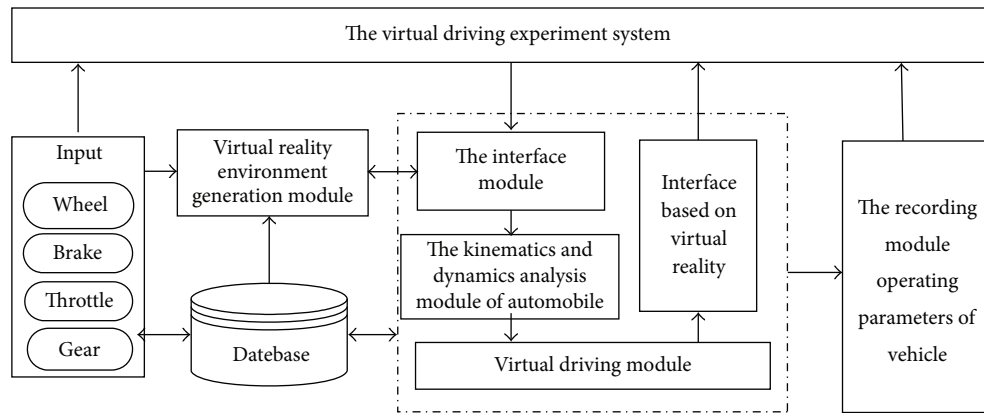 The virtual driving experiment system
Input
Wheel
Brake
Throttle
Gear
Virtual reality
environment
generation module
Datebase
The interface
module
The kinematics and
dynamics analysis
module of automobile
Virtual driving module
Interface
based on
virtual
reality
The recording
module
operating
parameters of
vehicle